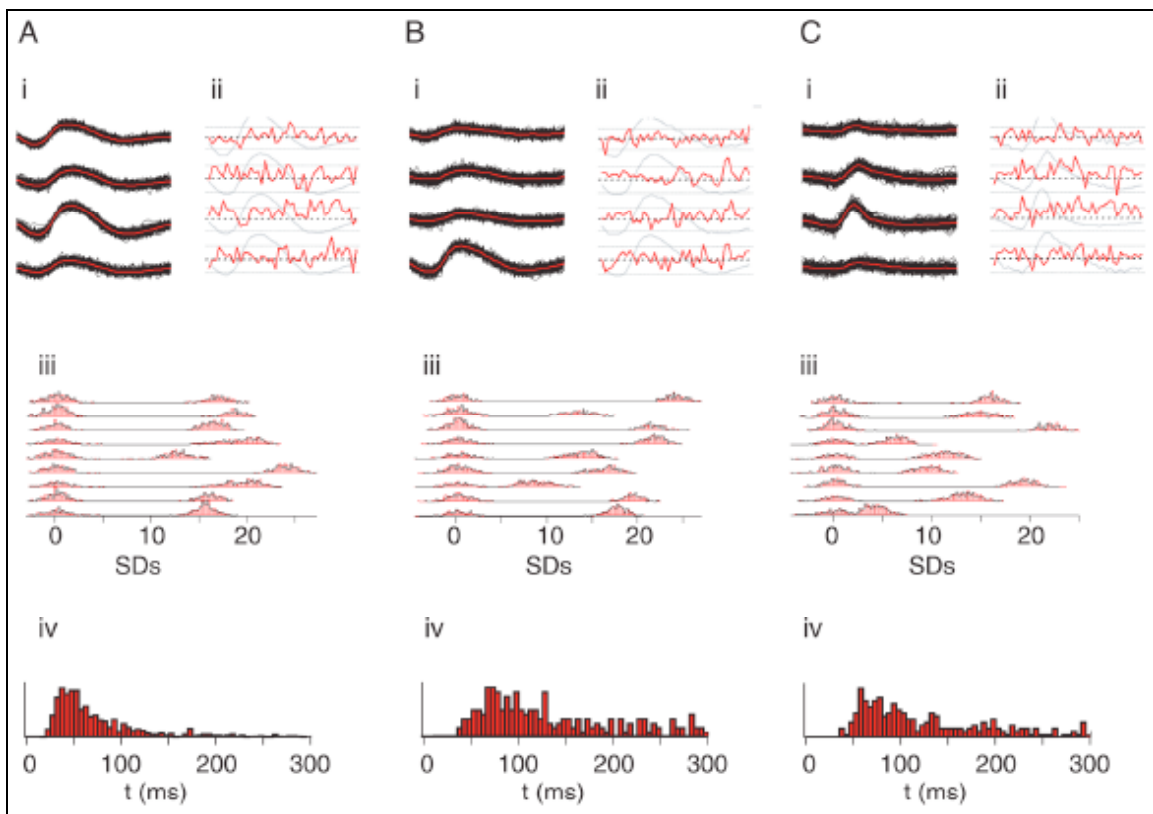 A B C
i ii i ii i ii
iii iii iii
0 10 20 0 10 20 0 10 20
SDs SDs SDs
iv iv iv
0 100 200 300 0 100 200 300 0 100 200 300
t (ms) t (ms) t (ms)